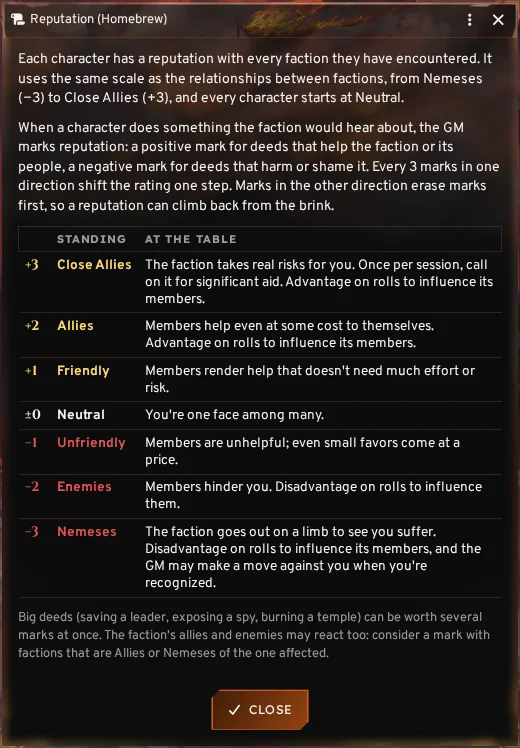 Reputation (Homebrew)
Each character has a reputation with every faction they have encountered. It
uses the same scale as the relationships between factions, from Nemeses
(−3) to Close Allies (+3), and every character starts at Neutral.
When a character does something the faction would hear about, the GM
marks reputation: a positive mark for deeds that help the faction or its
people, a negative mark for deeds that harm or shame it. Every 3 marks in one
direction shift the rating one step. Marks in the other direction erase marks
first, so a reputation can climb back from the brink.
STANDING AT THE TABLE
+3 Close Allies The faction takes real risks for you. Once per session, call
on it for significant aid. Advantage on rolls to influence its
members.
+2 Allies Members help even at some cost to themselves.
Advantage on rolls to influence its members.
+1 Friendly Members render help that doesn't need much effort or
risk.
±0 Neutral You're one face among many.
−1 Unfriendly Members are unhelpful; even small favors come at a
price.
−2 Enemies Members hinder you. Disadvantage on rolls to influence
them.
−3 Nemeses The faction goes out on a limb to see you suffer.
Disadvantage on rolls to influence its members, and the
GM may make a move against you when you're
recognized.
Big deeds (saving a leader, exposing a spy, burning a temple) can be worth several
marks at once. The faction's allies and enemies may react too: consider a mark with
factions that are Allies or Nemeses of the one affected.
CLOSE